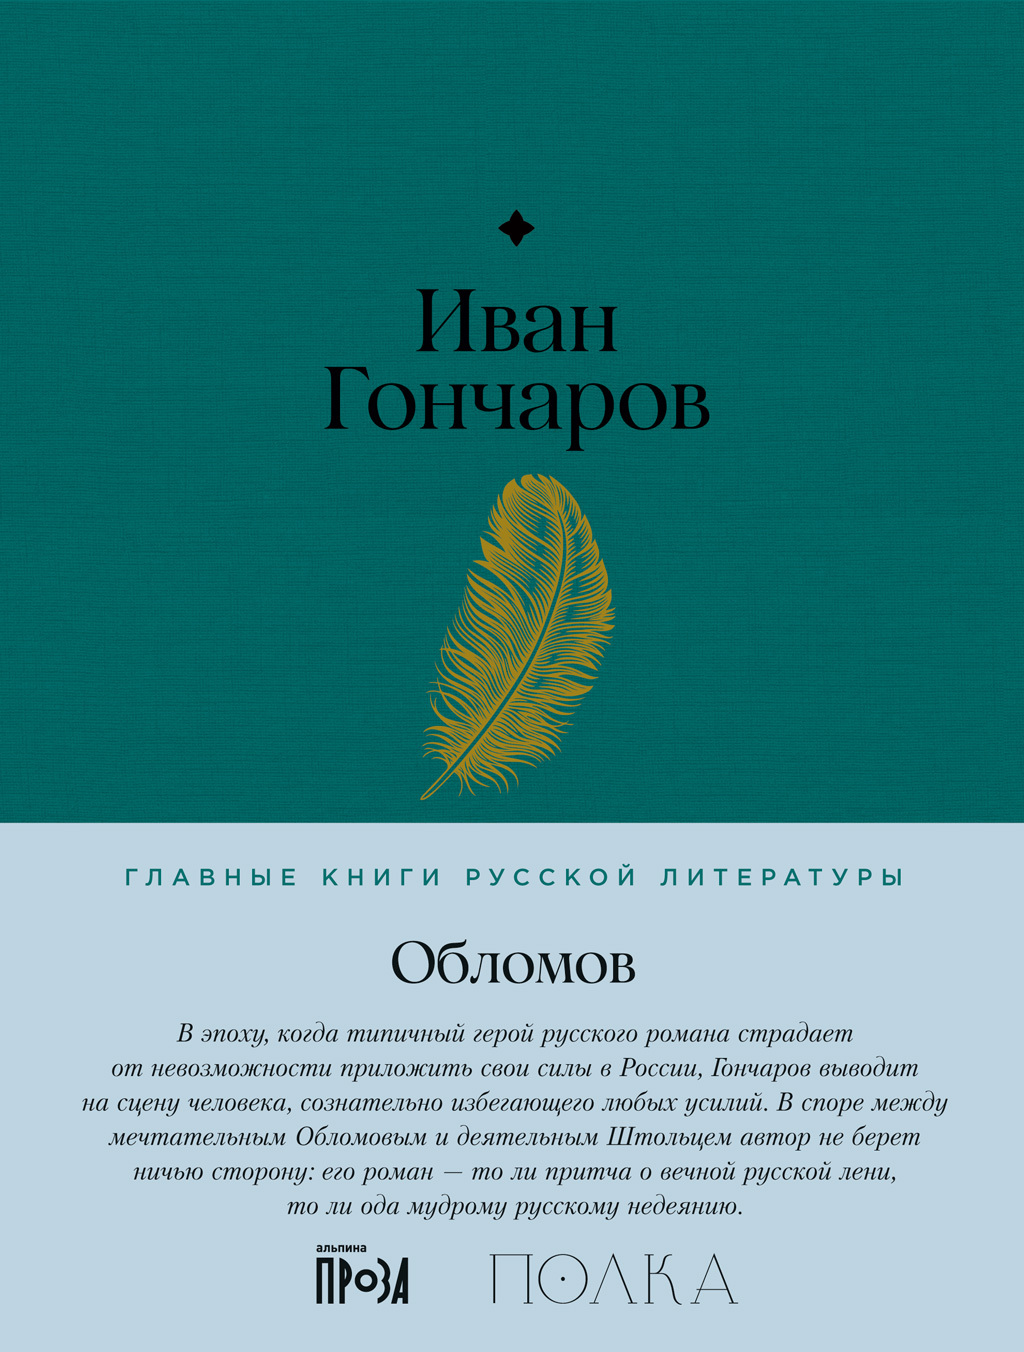 Иван
Гончаров
ГЛАВНЫЕ КНИГИ РУССКОЙ ЛИТЕРАТУРЫ
Обломов
В эпоху, когда типичный герой русского романа страдает
от невозможности приложить свои силы в России, Гончаров выводит
на сцену человека, сознательно избегающего любых усилий. В споре между
мечтательным Обломовым и деятельным Штольцем автор не берет
ничью сторону: его роман — то ли притча о вечной русской лени,
то ли ода мудрому русскому недеянию.
альпина
ПРОЗА
ПОЛКА